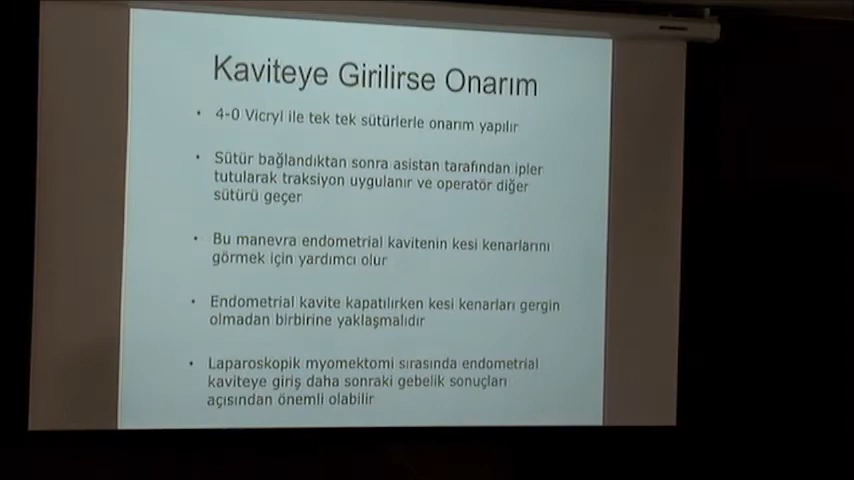 Kaviteye Girilirse Onarım
• 4-0 Vicryl ile tek tek sütürlerle onarım yapılır
• Sütür bağlandıktan sonra asistan tarafından ipler
tutularak traksiyon uygulanır ve operatör diğer
sütürü geçer
• Bu manevra endometrial kavitenin kesi kenarlarını
görmek için yardımcı olur
• Endometrial kavite kapatılırken kesi kenarları gergin
olmadan birbirine yaklaşmalıdır
• Laparoskopik myomektomi sırasında endometrial
kaviteye giriş daha sonraki gebelik sonuçları
açısından önemli olabilir